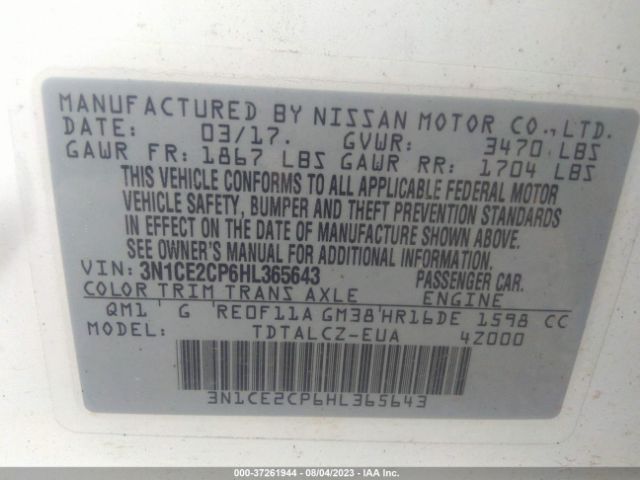 MANUFACTURED BY NISSAN MOTOR CO., LTD.
DATE: 03/17. GVWR: 3470 LBS
GAWR FR: 1867 LBS GAWR RR: 1704 LBS
THIS VEHICLE CONFORMS TO ALL APPLICABLE FEDERAL MOTOR
VEHICLE SAFETY, BUMPER AND THEFT PREVENTION STANDARDS
IN EFFECT ON THE DATE OF MANUFACTURE SHOWN ABOVE.
SEE OWNER'S MANUAL FOR ADDITIONAL INFORMATION.
VIN: 3N1CE2CP6HL365643 PASSENGER CAR.
COLOR TRIM TRANS AXLE ENGINE
QM1 G RE0F11A GM38 HR16DE 1598 CC
MODEL: TDTALCZ-EUA 4Z000
3N1CE2CP6HL365643
000-37261944 - 08/04/2023 - IAA Inc.